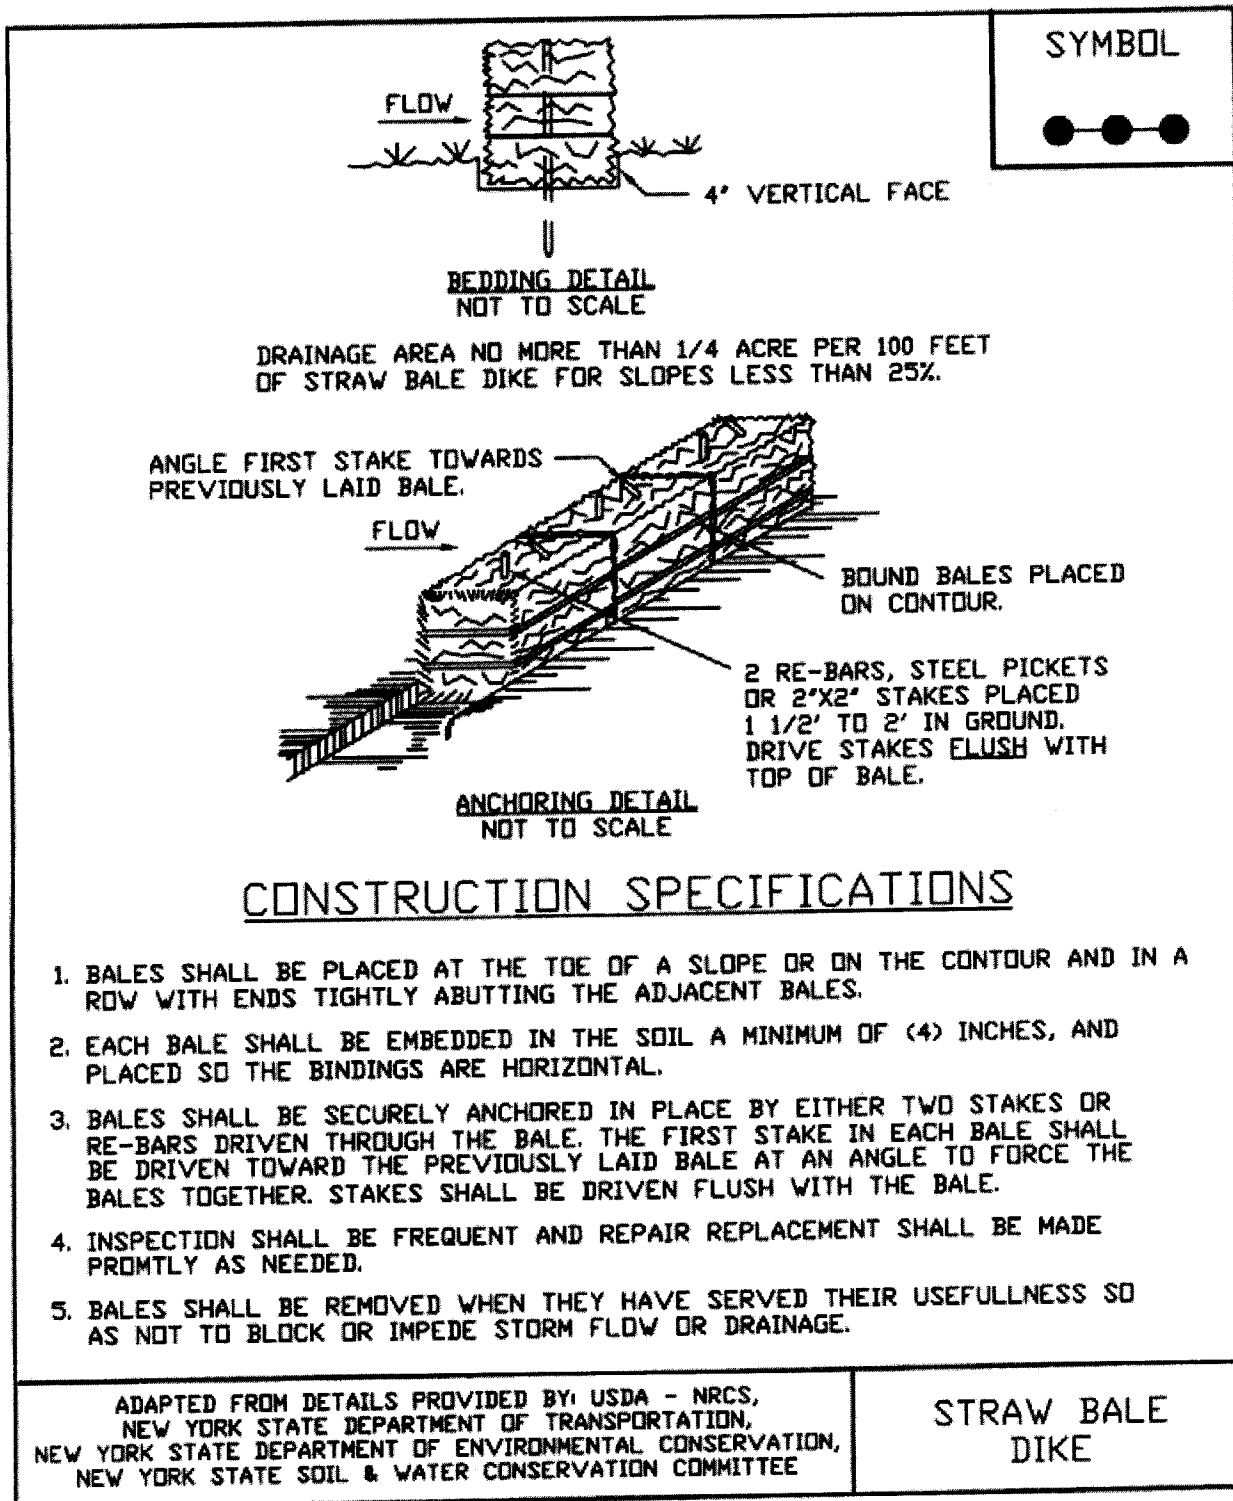 SYMBOL
FLOW
4" VERTICAL FACE
BEDDING DETAIL
NOT TO SCALE
DRAINAGE AREA NO MORE THAN 1/4 ACRE PER 100 FEET
OF STRAW BALE DIKE FOR SLOPES LESS THAN 25%.
ANGLE FIRST STAKE TOWARDS
PREVIOUSLY LAID BALE.
FLOW
BOUND BALES PLACED
ON CONTOUR.
2 RE-BARS, STEEL PICKETS
OR 2"X2" STAKES PLACED
1 1/2' TO 2' IN GROUND.
DRIVE STAKES FLUSH WITH
TOP OF BALE.
ANCHORING DETAIL
NOT TO SCALE
CONSTRUCTION SPECIFICATIONS
1. BALES SHALL BE PLACED AT THE TOE OF A SLOPE OR ON THE CONTOUR AND IN A
ROW WITH ENDS TIGHTLY ABUTTING THE ADJACENT BALES.
2. EACH BALE SHALL BE EMBEDDED IN THE SOIL A MINIMUM OF (4) INCHES, AND
PLACED SO THE BINDINGS ARE HORIZONTAL.
3. BALES SHALL BE SECURELY ANCHORED IN PLACE BY EITHER TWO STAKES OR
RE-BARS DRIVEN THROUGH THE BALE. THE FIRST STAKE IN EACH BALE SHALL
BE DRIVEN TOWARD THE PREVIOUSLY LAID BALE AT AN ANGLE TO FORCE THE
BALES TOGETHER. STAKES SHALL BE DRIVEN FLUSH WITH THE BALE.
4. INSPECTION SHALL BE FREQUENT AND REPAIR REPLACEMENT SHALL BE MADE
PROMTLY AS NEEDED.
5. BALES SHALL BE REMOVED WHEN THEY HAVE SERVED THEIR USEFULLNESS SO
AS NOT TO BLOCK OR IMPEDE STORM FLOW OR DRAINAGE.
ADAPTED FROM DETAILS PROVIDED BY: USDA - NRCS,
NEW YORK STATE DEPARTMENT OF TRANSPORTATION,
NEW YORK STATE DEPARTMENT OF ENVIRONMENTAL CONSERVATION,
NEW YORK STATE SOIL & WATER CONSERVATION COMMITTEE
STRAW BALE
DIKE